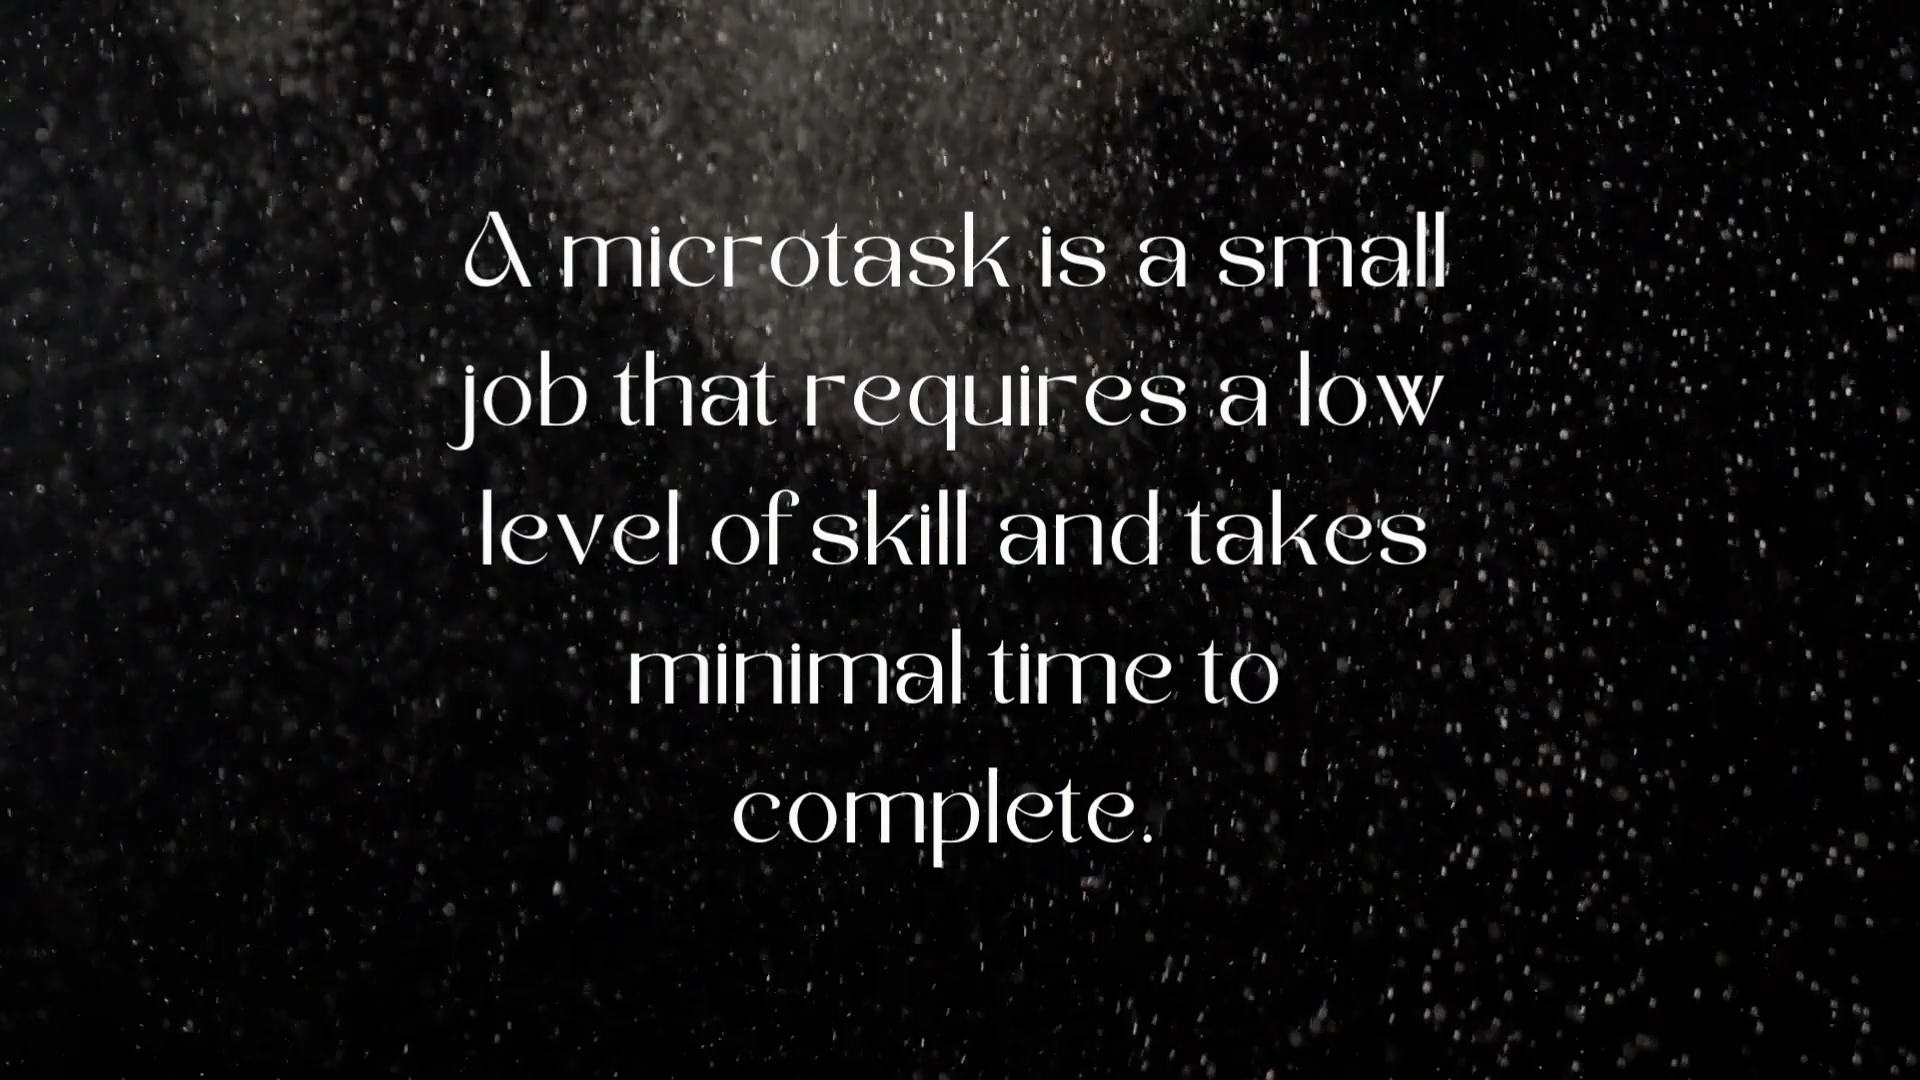 A microtask is a small
job that requires a low
level of skill and takes
minimal time to
complete.